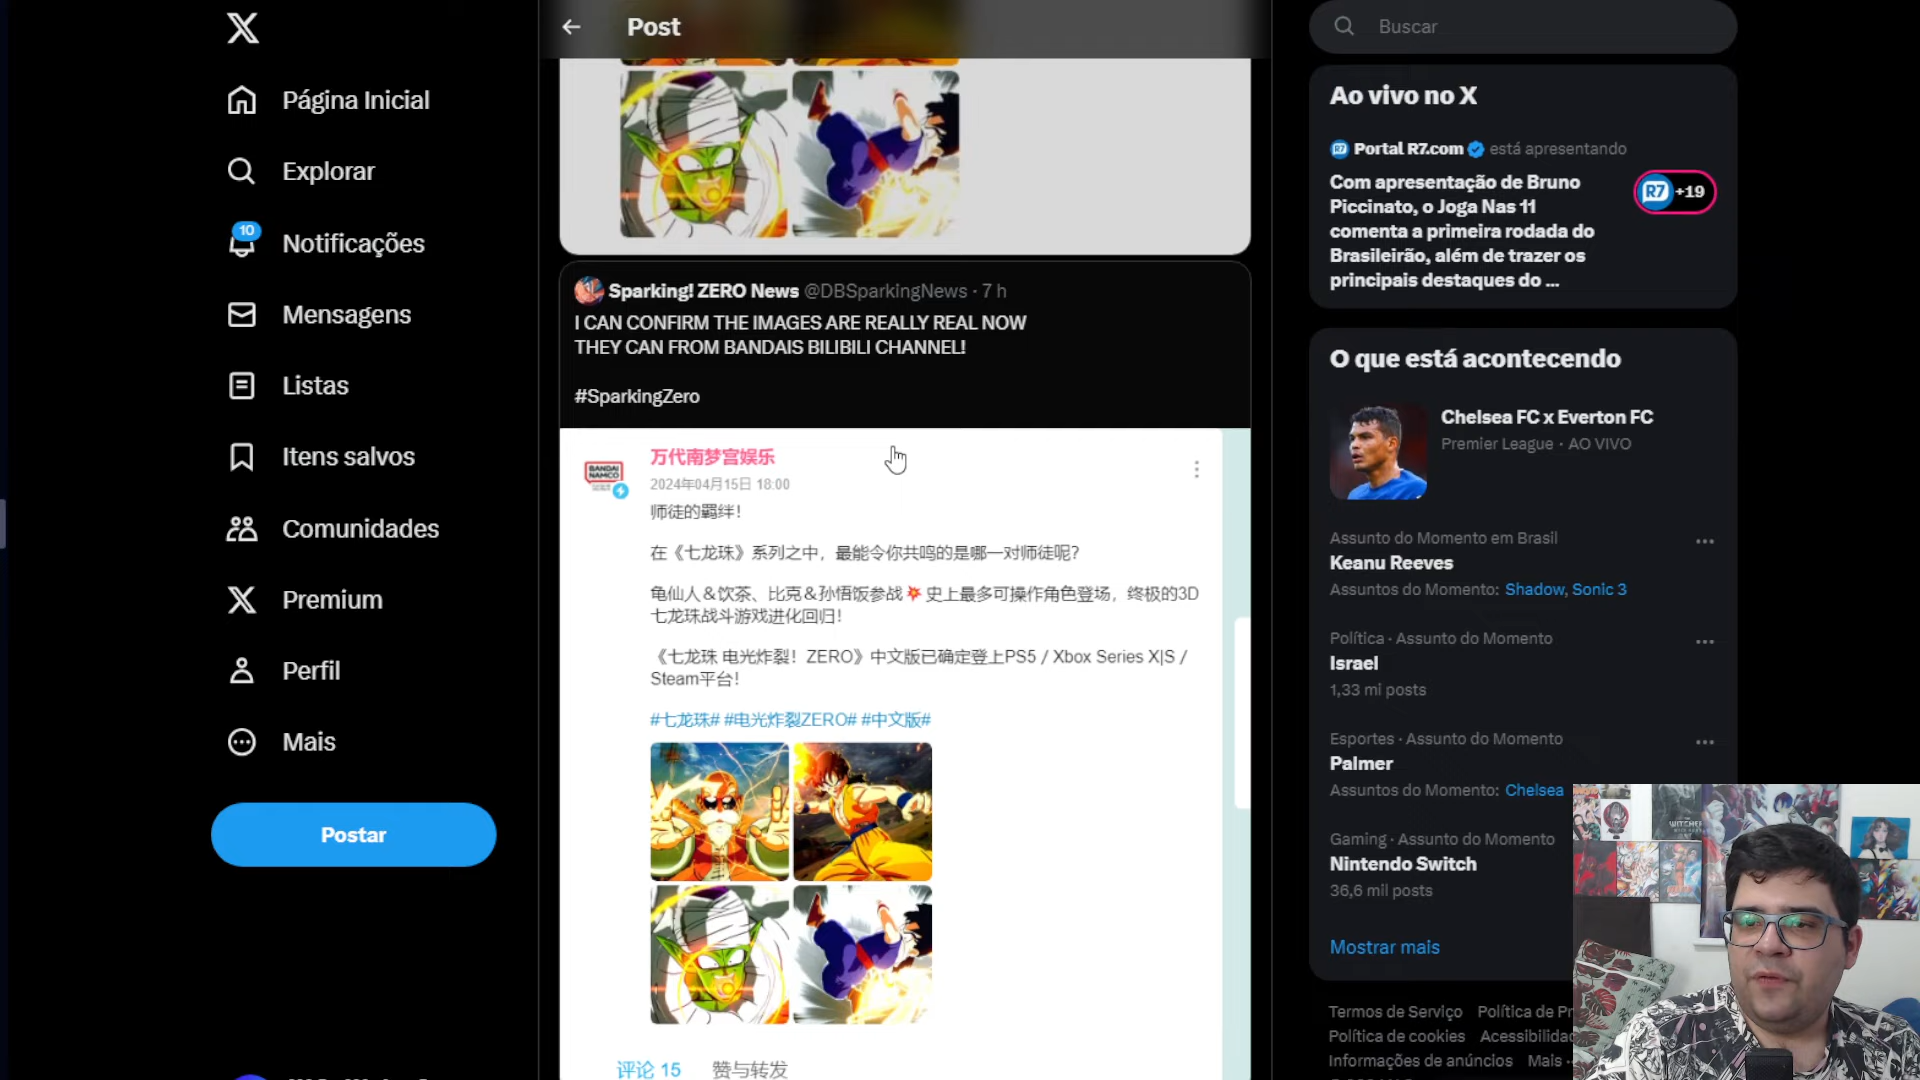 Post
Página Inicial
Explorar
10
Notificações
Mensagens
Listas
Itens salvos
Comunidades
Premium
Perfil
Mais
Postar
Sparking! ZERO News @DBSparkingNews · 7 h
I CAN CONFIRM THE IMAGES ARE REALLY REAL NOW
THEY CAN FROM BANDAIS BILIBILI CHANNEL!
#SparkingZero
BANDAI
NAMCO
万代南梦宫娱乐
2024年04月15日 18:00
师徒的羁绊!
在《七龙珠》系列之中，最能令你共鸣的是哪一对师徒呢?
龟仙人＆饮茶、比克＆孙悟饭参战💥史上最多可操作角色登场，终极的3D
七龙珠战斗游戏进化回归!
《七龙珠 电光炸裂！ZERO》中文版已确定登上PS5 / Xbox Series X|S /
Steam平台!
#七龙珠# #电光炸裂ZERO# #中文版#
评论 15 赞与转发
Buscar
Ao vivo no X
Portal R7.com está apresentando
Com apresentação de Bruno
Piccinato, o Joga Nas 11
comenta a primeira rodada do
Brasileirão, além de trazer os
principais destaques do ...
R7 +19
O que está acontecendo
Chelsea FC x Everton FC
Premier League · AO VIVO
Assunto do Momento em Brasil
Keanu Reeves
Assuntos do Momento: Shadow, Sonic 3
Política · Assunto do Momento
Israel
1,33 mi posts
Esportes · Assunto do Momento
Palmer
Assuntos do Momento: Chelsea
Gaming · Assunto do Momento
Nintendo Switch
36,6 mil posts
Mostrar mais
Termos de Serviço Política de Pr
Política de cookies Acessibilida
Informações de anúncios Mais
WITCHER